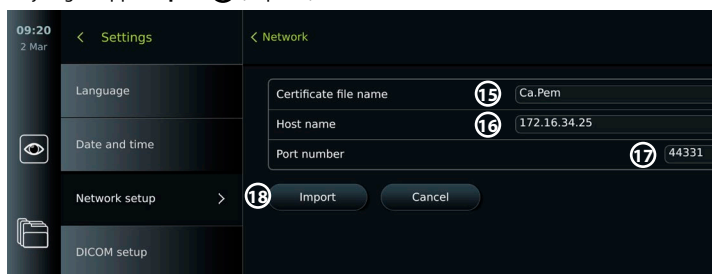 09:20
2 Mar
< Settings
< Network
Language
Date and time
Network setup >
DICOM setup
Certificate file name 15 Ca.Pem
Host name 16 172.16.34.25
Port number 17 44331
18 Import Cancel